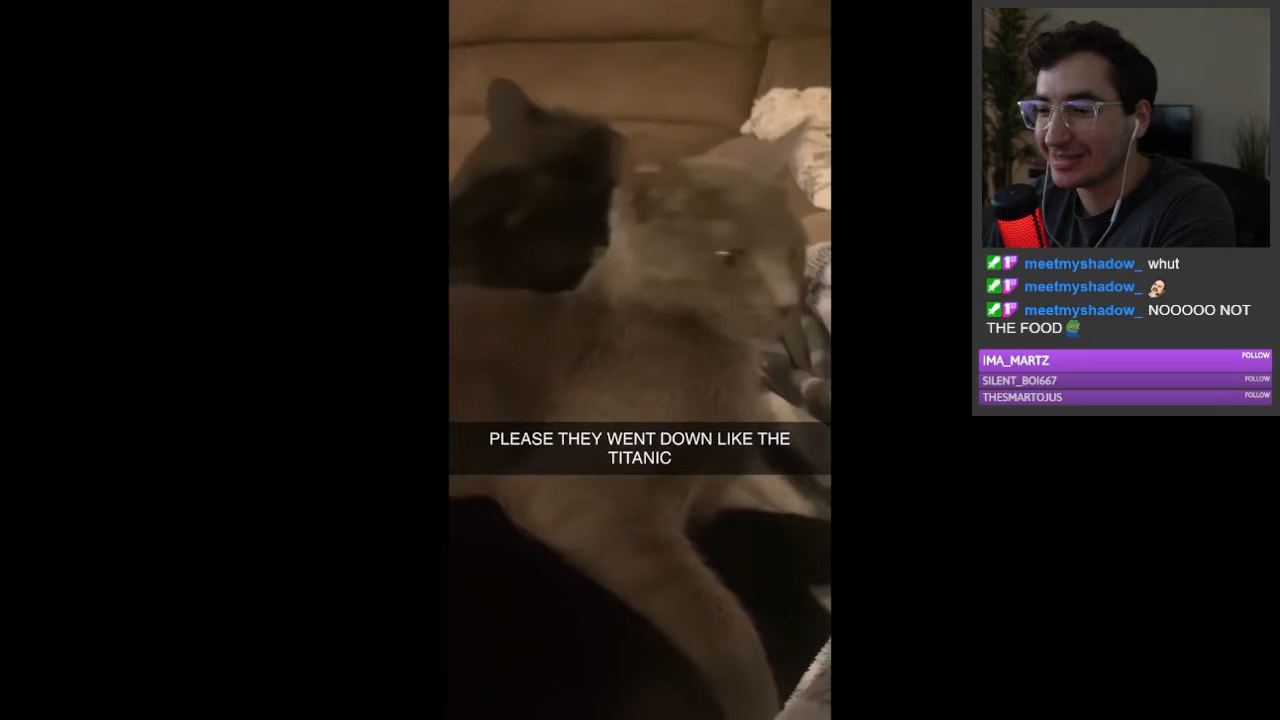 PLEASE THEY WENT DOWN LIKE THE
TITANIC
meetmyshadow_ whut
meetmyshadow_
meetmyshadow_ NOOOOO NOT
THE FOOD
IMA_MARTZ FOLLOW
SILENT_BOI667 FOLLOW
THESMARTOJUS FOLLOW